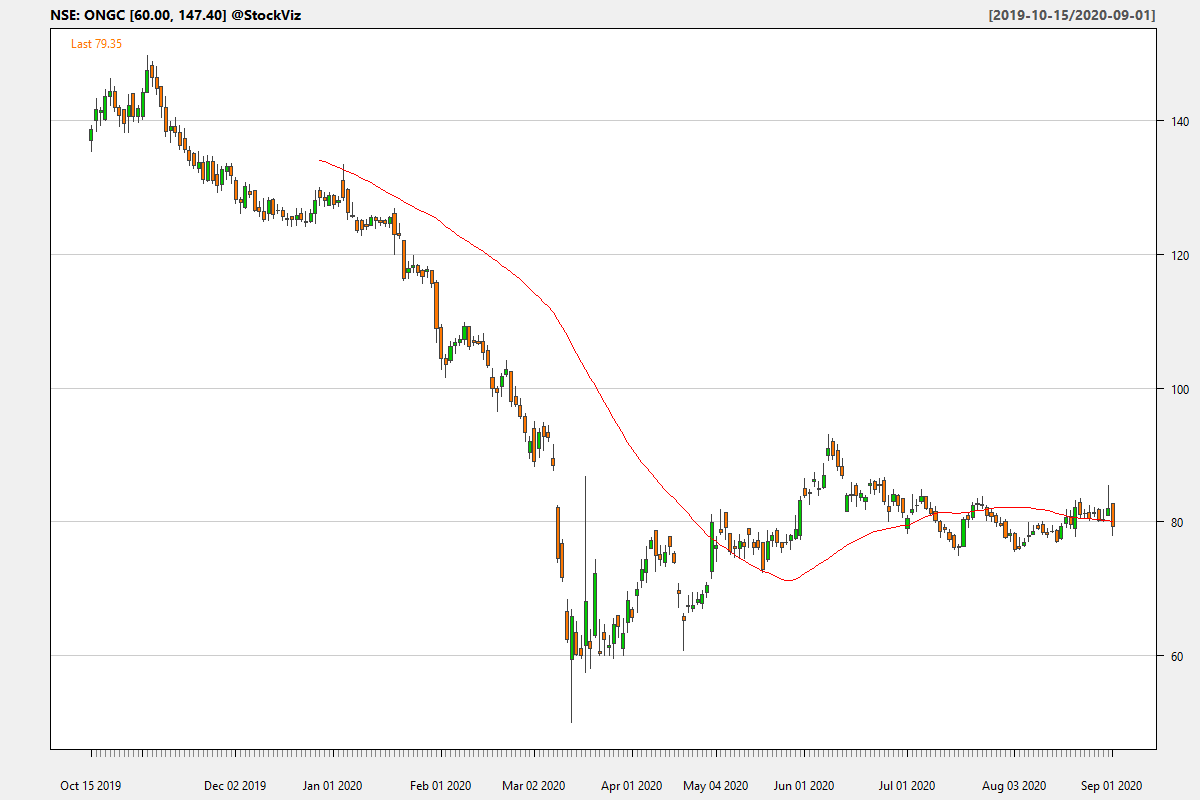 NSE: ONGC [60.00, 147.40] @StockViz [2019-10-15/2020-09-01]
Last 79.35
140
120
100
80
60
Oct 15 2019 Dec 02 2019 Jan 01 2020 Feb 01 2020 Mar 02 2020 Apr 01 2020 May 04 2020 Jun 01 2020 Jul 01 2020 Aug 03 2020 Sep 01 2020